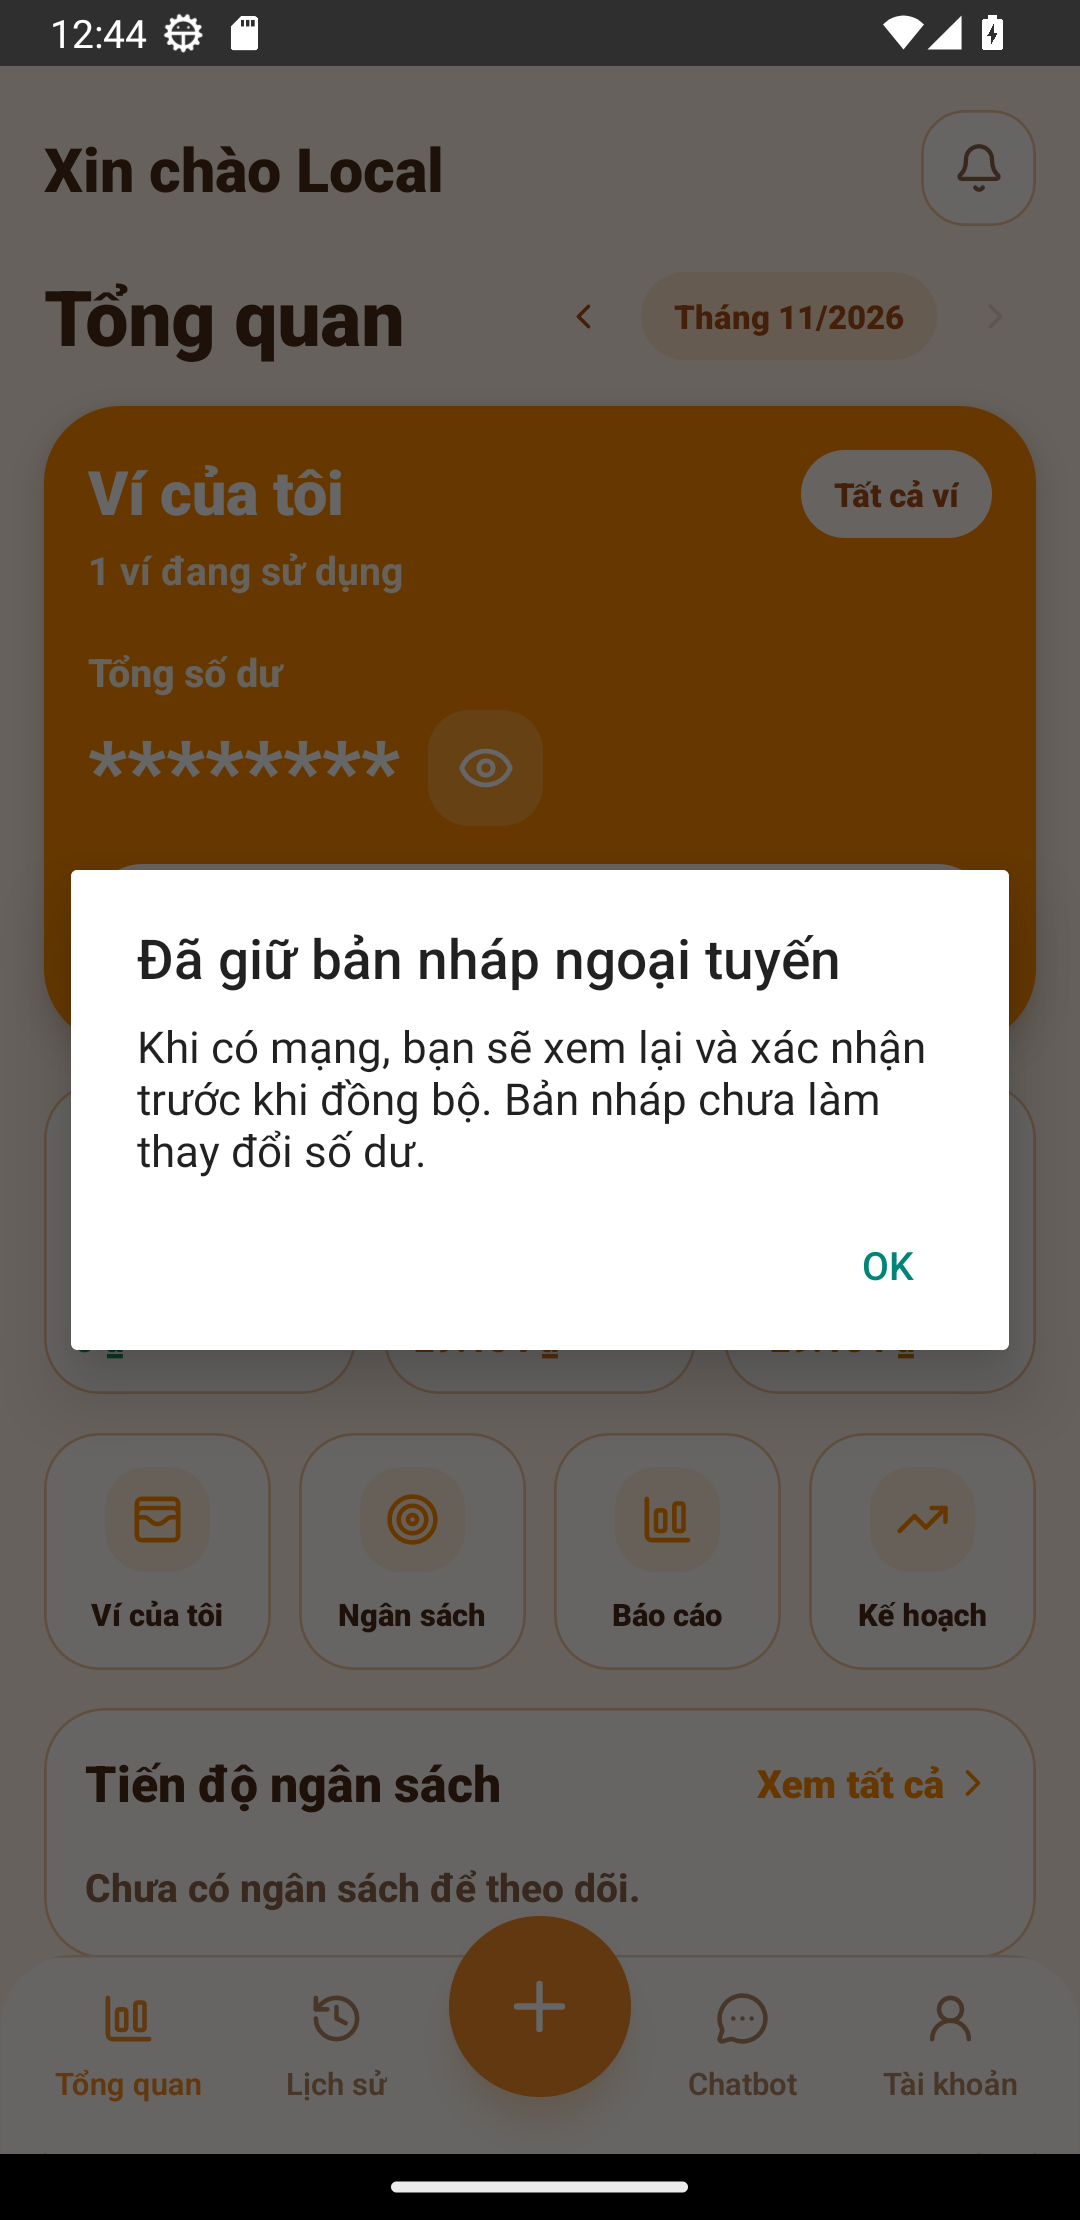 12:44
Xin chào Local
Tổng quan
Tháng 11/2026
Ví của tôi
Tất cả ví
1 ví đang sử dụng
Tổng số dư
********
Đã giữ bản nháp ngoại tuyến
Khi có mạng, bạn sẽ xem lại và xác nhận
trước khi đồng bộ. Bản nháp chưa làm
thay đổi số dư.
OK
Ví của tôi
Ngân sách
Báo cáo
Kế hoạch
Tiến độ ngân sách
Xem tất cả
Chưa có ngân sách để theo dõi.
Tổng quan
Lịch sử
Chatbot
Tài khoản